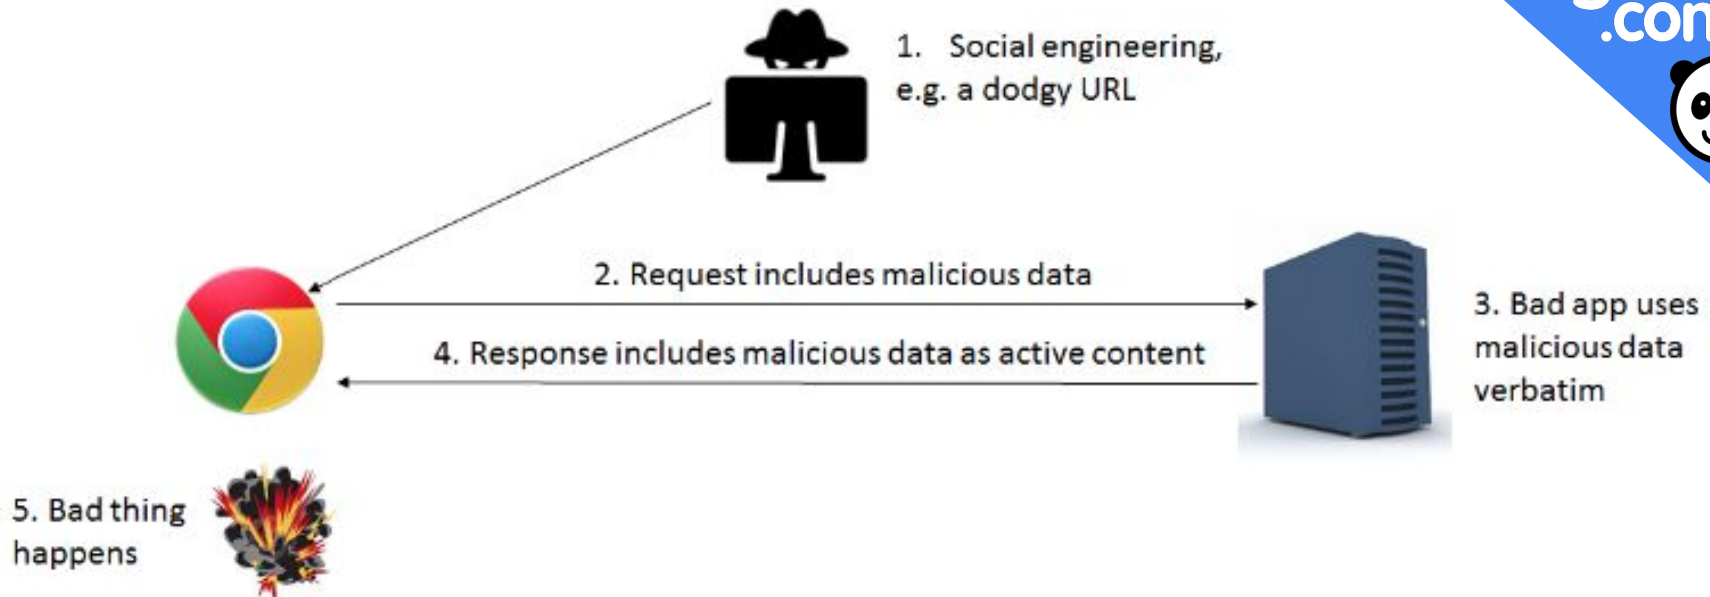 .com
1. Social engineering,
e.g. a dodgy URL
2. Request includes malicious data
3. Bad app uses
malicious data
verbatim
4. Response includes malicious data as active content
5. Bad thing
happens